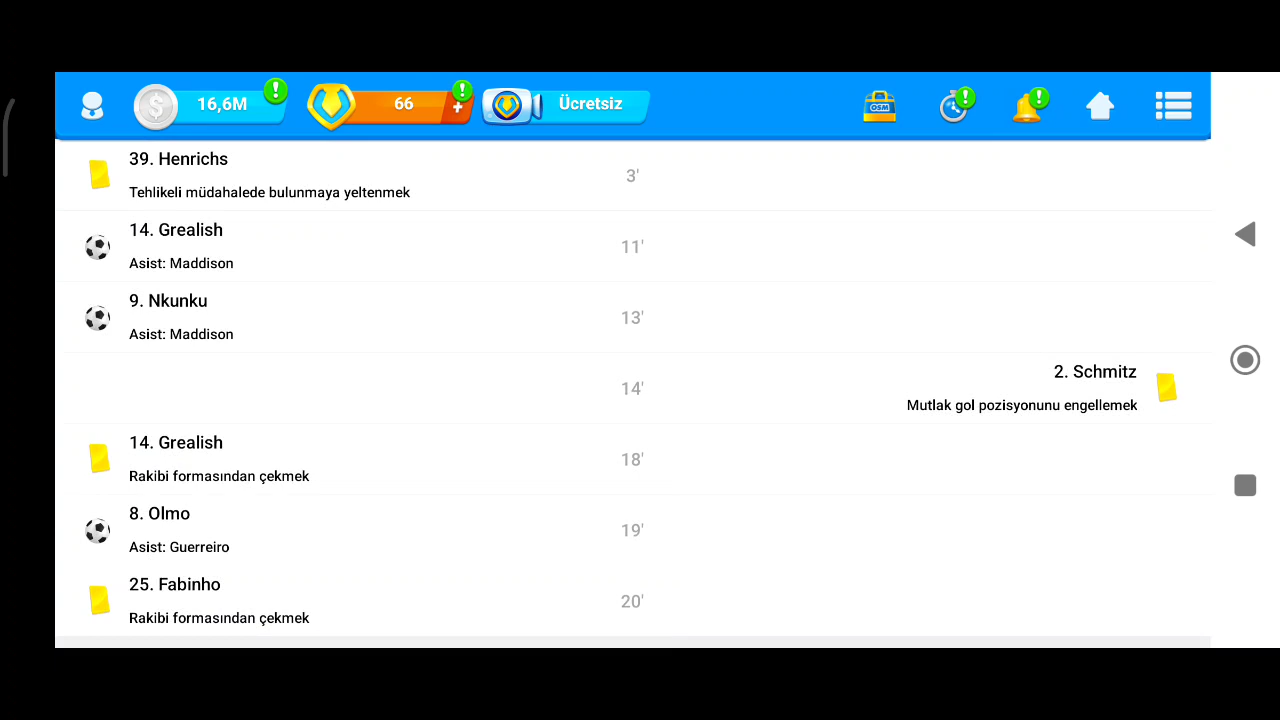 16,6M
66
Ücretsiz
OSM
39. Henrichs
Tehlikeli müdahalede bulunmaya yeltenmek
3'
14. Grealish
Asist: Maddison
11'
9. Nkunku
Asist: Maddison
13'
14'
2. Schmitz
Mutlak gol pozisyonunu engellemek
14. Grealish
Rakibi formasından çekmek
18'
8. Olmo
Asist: Guerreiro
19'
25. Fabinho
Rakibi formasından çekmek
20'